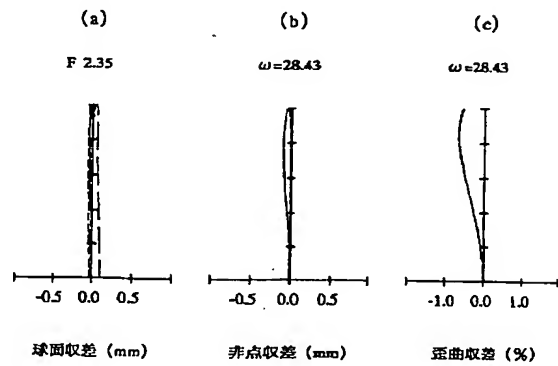 (a) (b) (c)
F 2.35 ω=28.43 ω=28.43
-0.5 0.0 0.5 -0.5 0.0 0.5 -1.0 0.0 1.0
球面収差 (mm) 非点収差 (mm) 歪曲収差 (%)